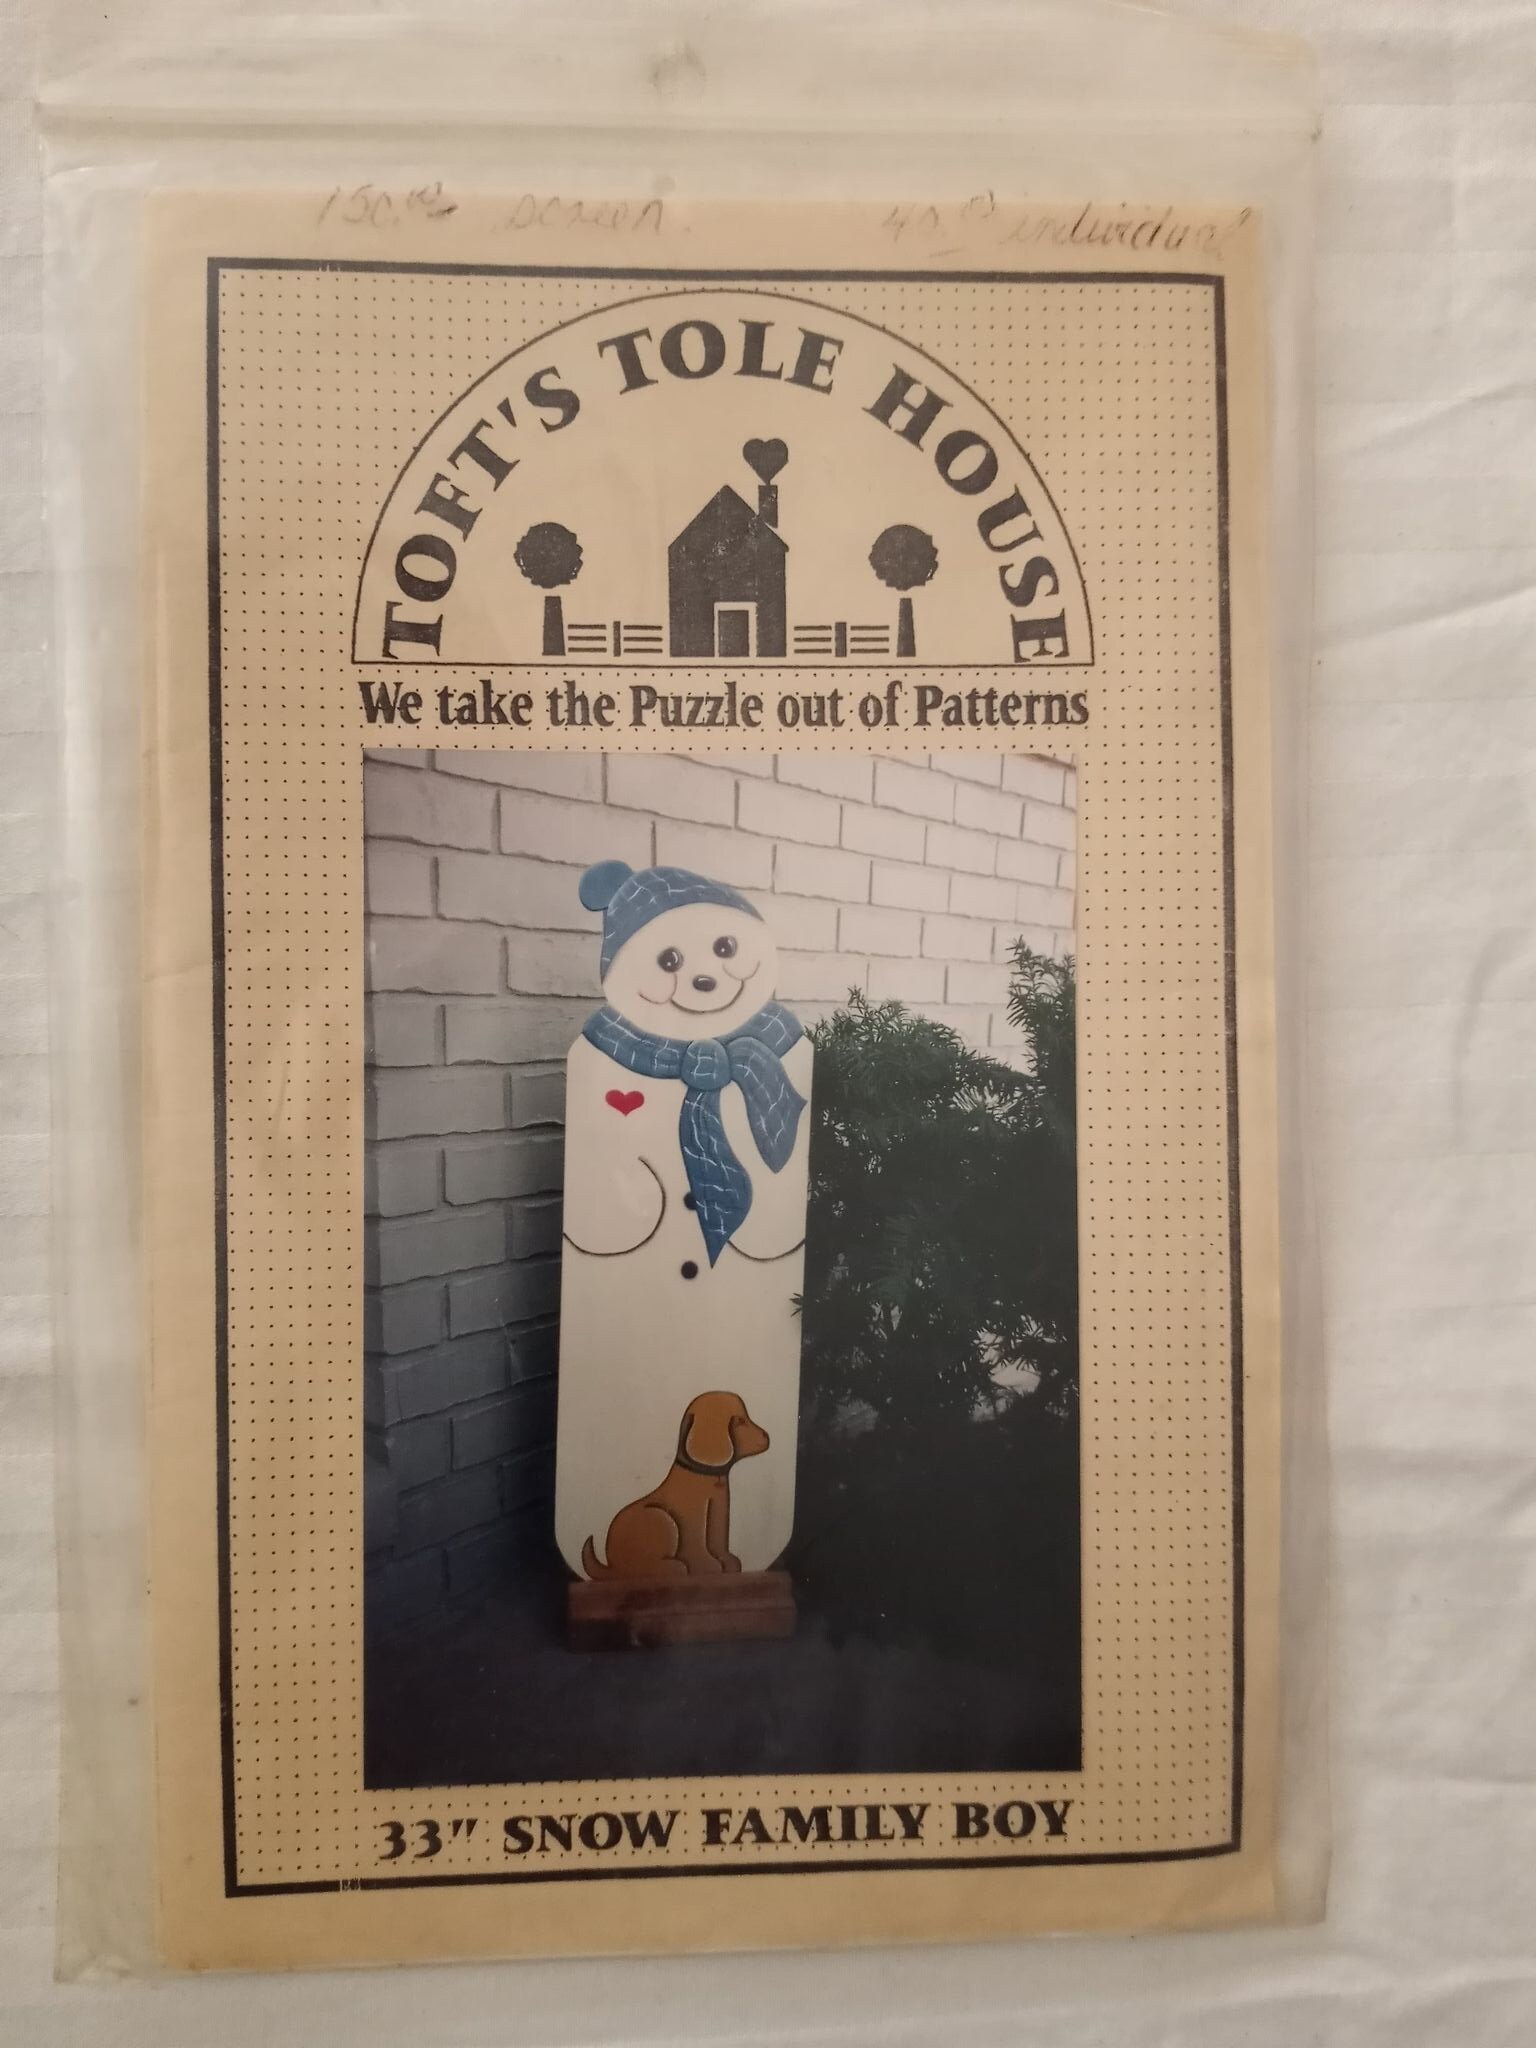 150.00 screen.
40.00 individual
TOFT'S TOLE HOUSE
We take the Puzzle out of Patterns
33" SNOW FAMILY BOY